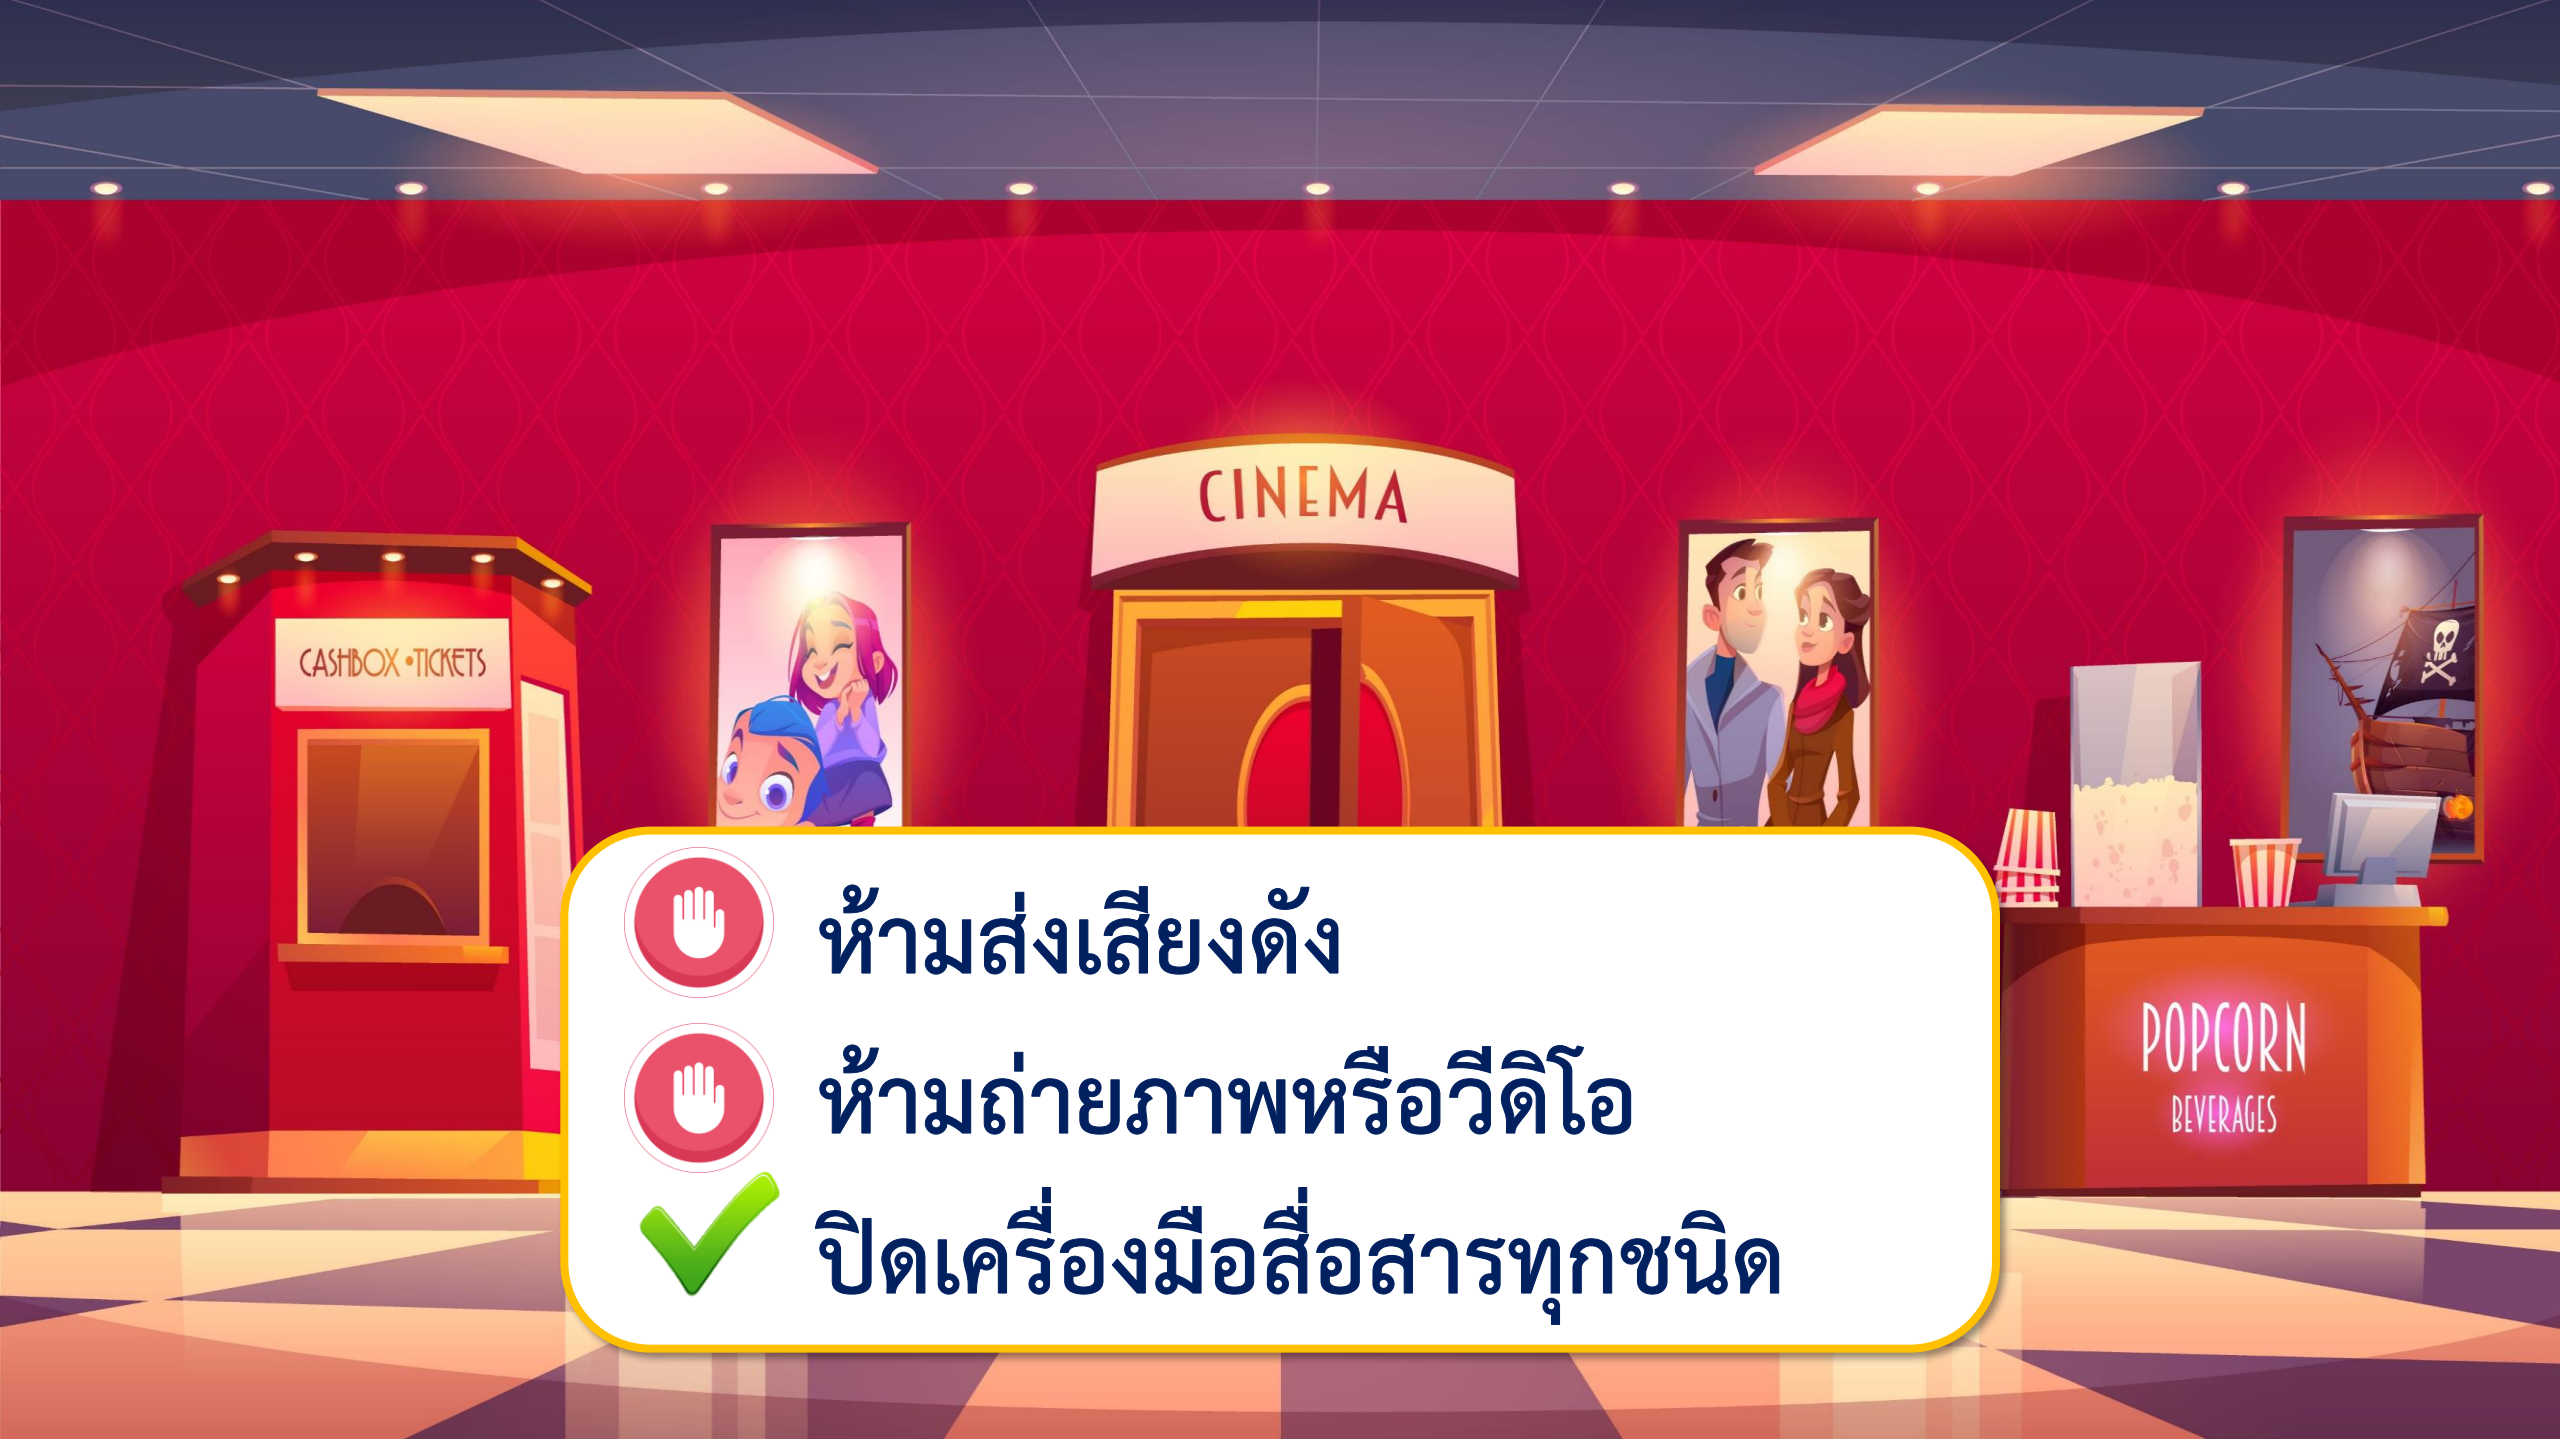 CINEMA
CASHBOX • TICKETS
ห้ามส่งเสียงดัง
ห้ามถ่ายภาพหรือวีดิโอ
ปิดเครื่องมือสื่อสารทุกชนิด
POPCORN
BEVERAGES